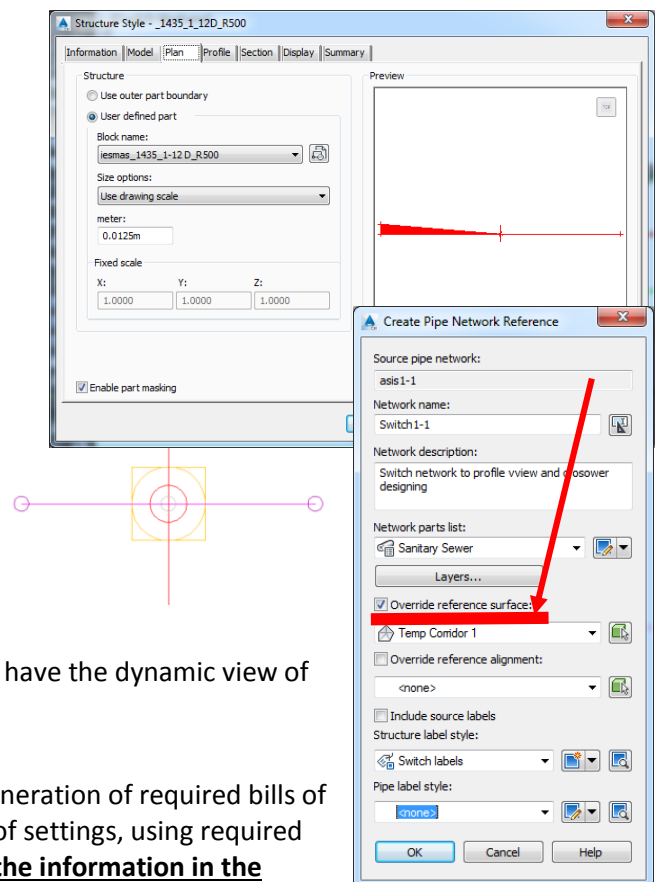 Structure Style - _1435_1_12D_R500
Information Model Plan Profile Section Display Summary
Structure
Use outer part boundary
User defined part
Block name:
iesmas_1435_1-12 D_R500
Size options:
Use drawing scale
meter:
0.0125m
Fixed scale
X: Y: Z:
1.0000 1.0000 1.0000
Enable part masking
Preview
Create Pipe Network Reference
Source pipe network:
asis1-1
Network name:
Switch1-1
Network description:
Switch network to profile vview and crosower
designing
Network parts list:
Sanitary Sewer
Layers...
Override reference surface:
Temp Corridor 1
Override reference alignment:
<none>
Include source labels
Structure label style:
Switch labels
Pipe label style:
<none>
OK Cancel Help
have the dynamic view of
neration of required bills of
of settings, using required
the information in the